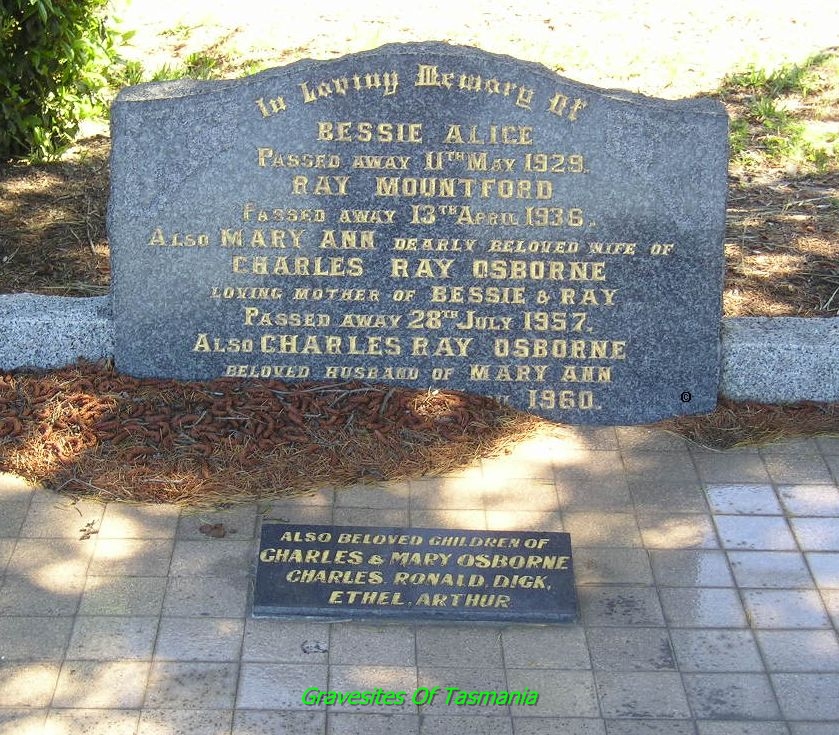 In Loving Memory Of
BESSIE ALICE
PASSED AWAY 11TH MAY 1929.
RAY MOUNTFORD
PASSED AWAY 13TH APRIL 1936.
ALSO MARY ANN DEARLY BELOVED WIFE OF
CHARLES RAY OSBORNE
LOVING MOTHER OF BESSIE & RAY
PASSED AWAY 28TH JULY 1957.
ALSO CHARLES RAY OSBORNE
BELOVED HUSBAND OF MARY ANN
1960.
ALSO BELOVED CHILDREN OF
CHARLES & MARY OSBORNE
CHARLES, RONALD, DICK,
ETHEL, ARTHUR
Gravesites Of Tasmania